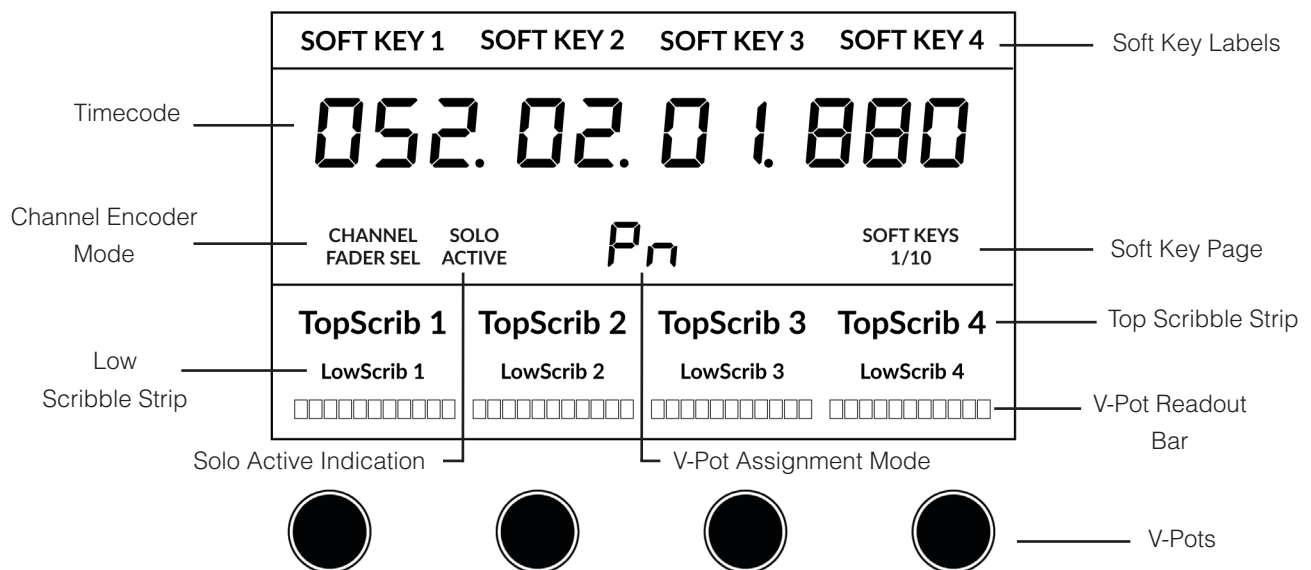 SOFT KEY 1 SOFT KEY 2 SOFT KEY 3 SOFT KEY 4
Soft Key Labels
Timecode
052. 02. 01. 880
Channel Encoder
Mode
CHANNEL
FADER SEL
SOLO
ACTIVE
Pn
SOFT KEYS
1/10
Soft Key Page
TopScrib 1 TopScrib 2 TopScrib 3 TopScrib 4
Top Scribble Strip
Low
Scribble Strip
LowScrib 1 LowScrib 2 LowScrib 3 LowScrib 4
V-Pot Readout
Bar
Solo Active Indication
V-Pot Assignment Mode
V-Pots